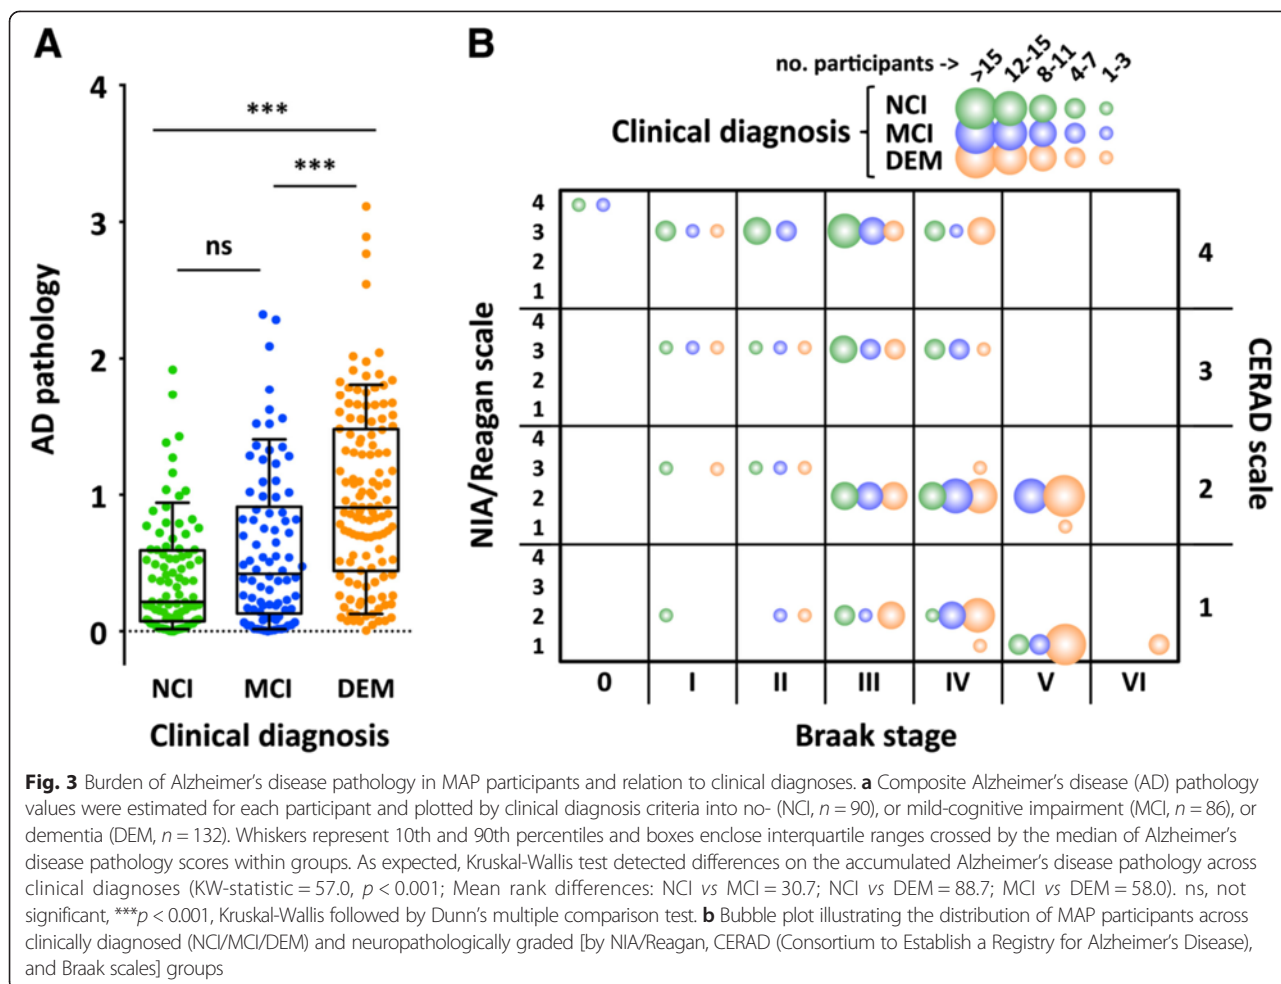 A
B
4
3
2
1
0
AD pathology
***
***
ns
NCI
MCI
DEM
Clinical diagnosis
no. participants ->
>15
12-15
8-11
4-7
1-3
Clinical diagnosis
NCI
MCI
DEM
NIA/Reagan scale
4
3
2
1
4
3
2
1
4
3
2
1
4
3
2
1
4
3
2
1
CERAD scale
0
I
II
III
IV
V
VI
Braak stage
Fig. 3 Burden of Alzheimer's disease pathology in MAP participants and relation to clinical diagnoses. a Composite Alzheimer's disease (AD) pathology
values were estimated for each participant and plotted by clinical diagnosis criteria into no- (NCI, n = 90), or mild-cognitive impairment (MCI, n = 86), or
dementia (DEM, n = 132). Whiskers represent 10th and 90th percentiles and boxes enclose interquartile ranges crossed by the median of Alzheimer's
disease pathology scores within groups. As expected, Kruskal-Wallis test detected differences on the accumulated Alzheimer's disease pathology across
clinical diagnoses (KW-statistic = 57.0, p < 0.001; Mean rank differences: NCI vs MCI = 30.7; NCI vs DEM = 88.7; MCI vs DEM = 58.0). ns, not
significant, ***p < 0.001, Kruskal-Wallis followed by Dunn's multiple comparison test. b Bubble plot illustrating the distribution of MAP participants across
clinically diagnosed (NCI/MCI/DEM) and neuropathologically graded [by NIA/Reagan, CERAD (Consortium to Establish a Registry for Alzheimer's Disease),
and Braak scales] groups